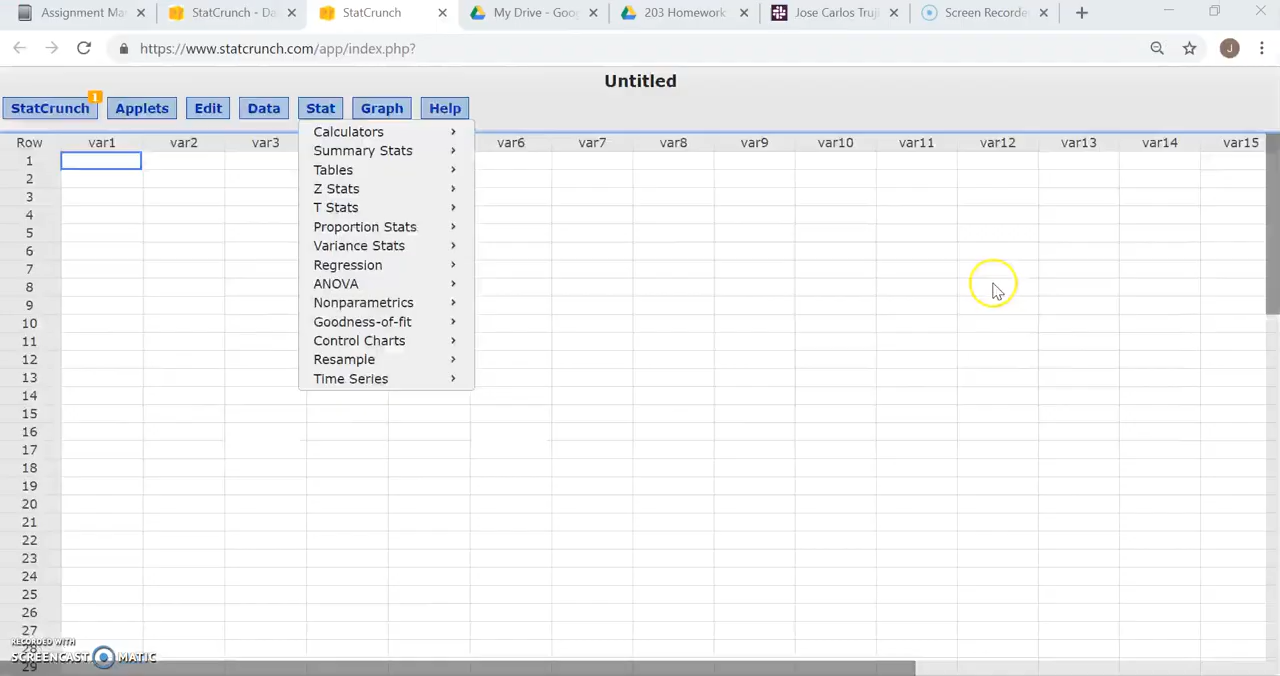 Assignment Ma
StatCrunch - Da
StatCrunch
My Drive - Goo
203 Homework
Jose Carlos Truji
Screen Recorde
https://www.statcrunch.com/app/index.php?
J
Untitled
StatCrunch 1
Applets
Edit
Data
Stat
Graph
Help
Row var1 var2 var3 var6 var7 var8 var9 var10 var11 var12 var13 var14 var15
Calculators
Summary Stats
Tables
Z Stats
T Stats
Proportion Stats
Variance Stats
Regression
ANOVA
Nonparametrics
Goodness-of-fit
Control Charts
Resample
Time Series
1
2
3
4
5
6
7
8
9
10
11
12
13
14
15
16
17
18
19
20
21
22
23
24
25
26
27
28
29
RECORDED WITH
SCREENCAST MATIC